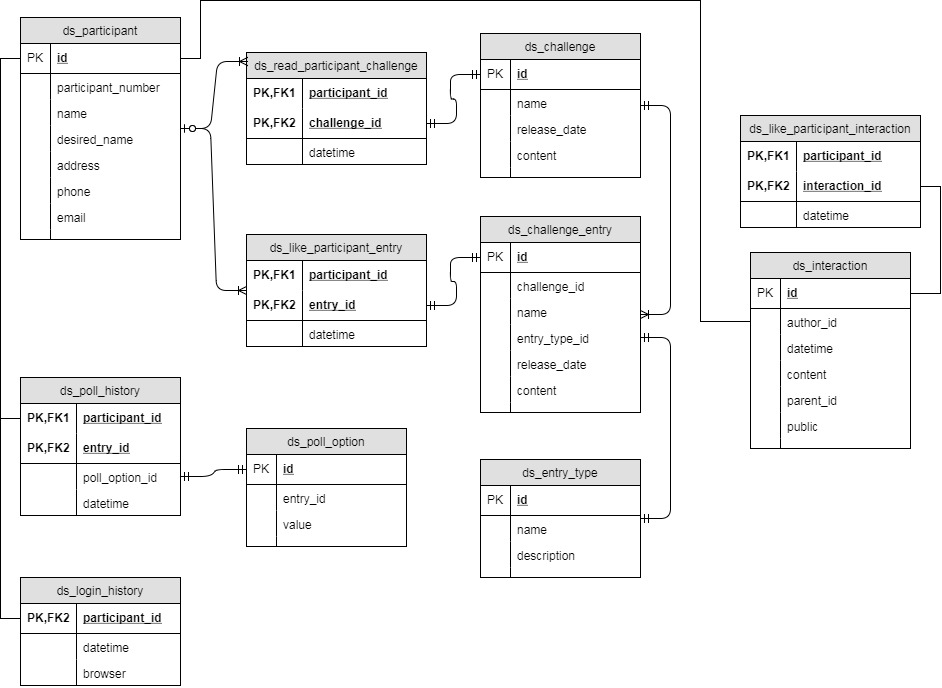 ds_participant
PK id
participant_number
name
desired_name
address
phone
email
ds_read_participant_challenge
PK,FK1 participant_id
PK,FK2 challenge_id
datetime
ds_challenge
PK id
name
release_date
content
ds_like_participant_interaction
PK,FK1 participant_id
PK,FK2 interaction_id
datetime
ds_like_participant_entry
PK,FK1 participant_id
PK,FK2 entry_id
datetime
ds_challenge_entry
PK id
challenge_id
name
entry_type_id
release_date
content
ds_interaction
PK id
author_id
datetime
content
parent_id
public
ds_poll_history
PK,FK1 participant_id
PK,FK2 entry_id
poll_option_id
datetime
ds_poll_option
PK id
entry_id
value
ds_entry_type
PK id
name
description
ds_login_history
PK,FK2 participant_id
datetime
browser